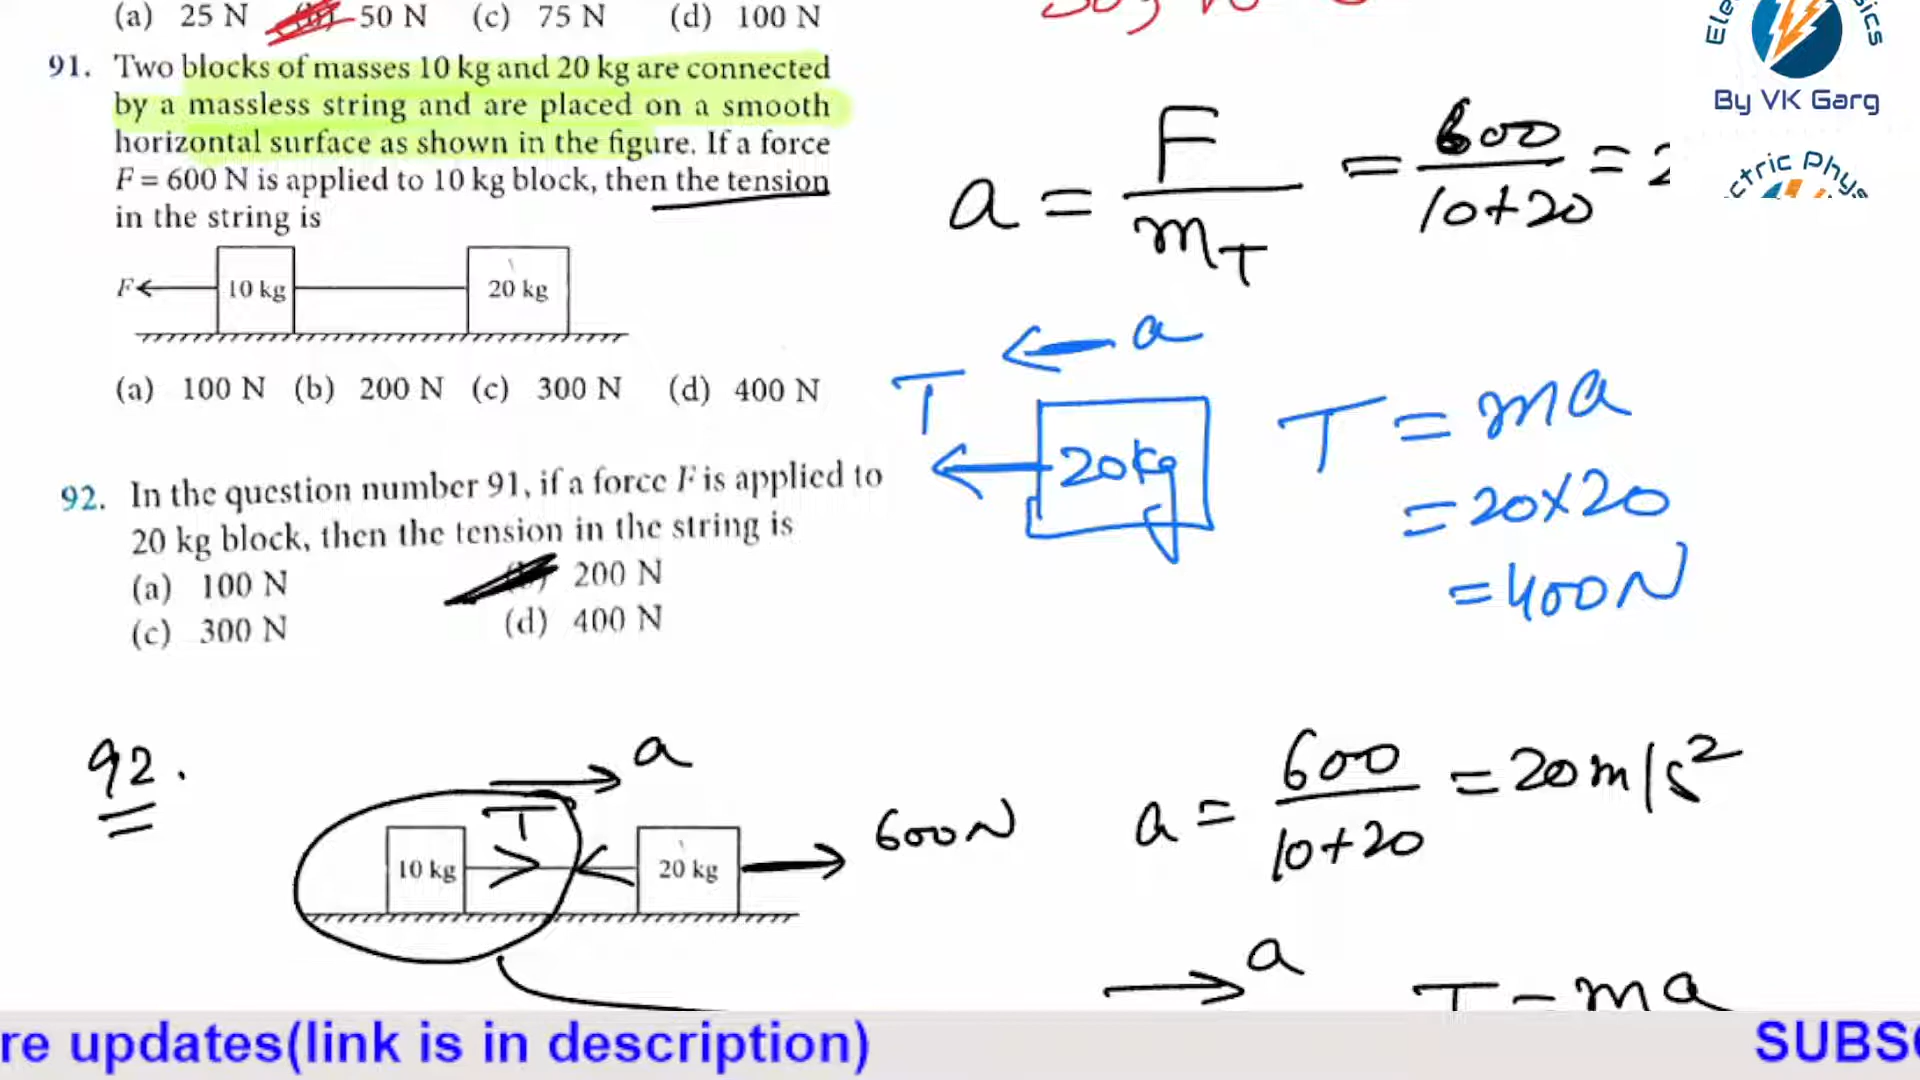 (a) 25 N (b) 50 N (c) 75 N (d) 100 N
91. Two blocks of masses 10 kg and 20 kg are connected
by a massless string and are placed on a smooth
horizontal surface as shown in the figure. If a force
F = 600 N is applied to 10 kg block, then the tension
in the string is
F 10 kg 20 kg
(a) 100 N (b) 200 N (c) 300 N (d) 400 N
92. In the question number 91, if a force F is applied to
20 kg block, then the tension in the string is
(a) 100 N 200 N
(c) 300 N (d) 400 N
By VK Garg
a = F/m_T = 600/10+20 = 2
a
T
20kg
T = ma
= 20×20
= 400N
92.
a
T
10 kg 20 kg
600N
a = 600/10+20 = 20m/s²
a
T = ma
re updates(link is in description)